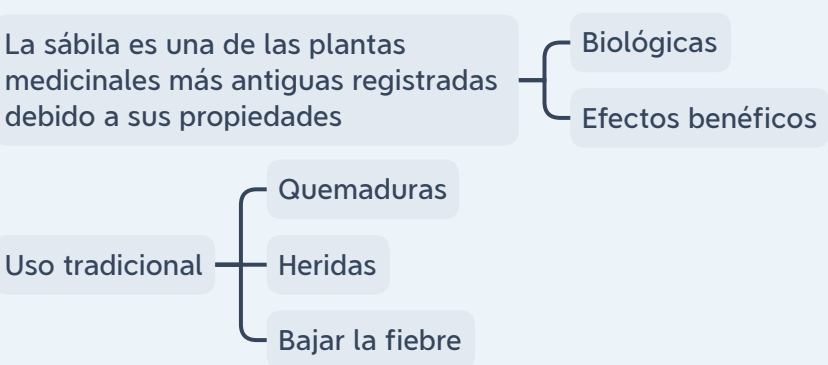 La sábila es una de las plantas
medicinales más antiguas registradas
debido a sus propiedades
Biológicas
Efectos benéficos
Uso tradicional
Quemaduras
Heridas
Bajar la fiebre